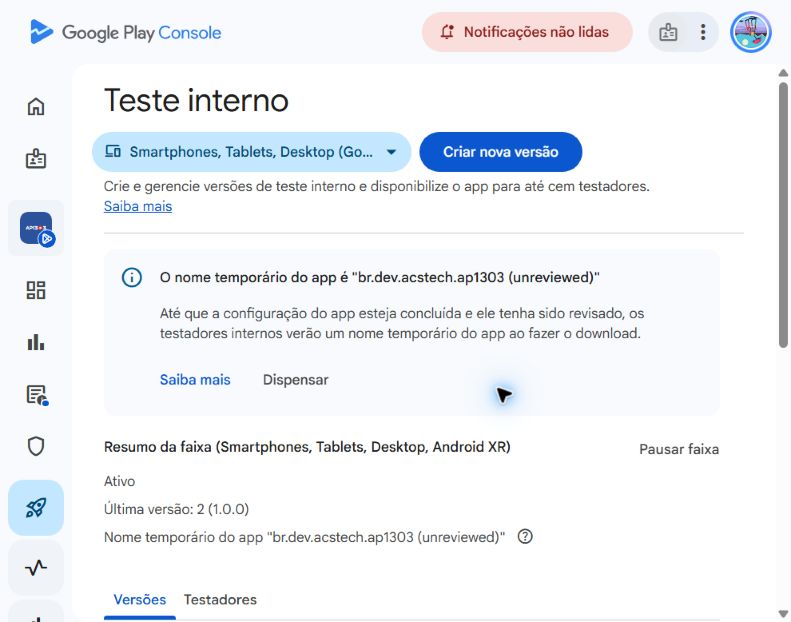 Google Play Console
Notificações não lidas
Teste interno
Smartphones, Tablets, Desktop (Go...
Criar nova versão
Crie e gerencie versões de teste interno e disponibilize o app para até cem testadores.
Saiba mais
O nome temporário do app é "br.dev.acstech.ap1303 (unreviewed)"
Até que a configuração do app esteja concluída e ele tenha sido revisado, os
testadores internos verão um nome temporário do app ao fazer o download.
Saiba mais
Dispensar
Resumo da faixa (Smartphones, Tablets, Desktop, Android XR)
Pausar faixa
Ativo
Última versão: 2 (1.0.0)
Nome temporário do app "br.dev.acstech.ap1303 (unreviewed)"
Versões
Testadores